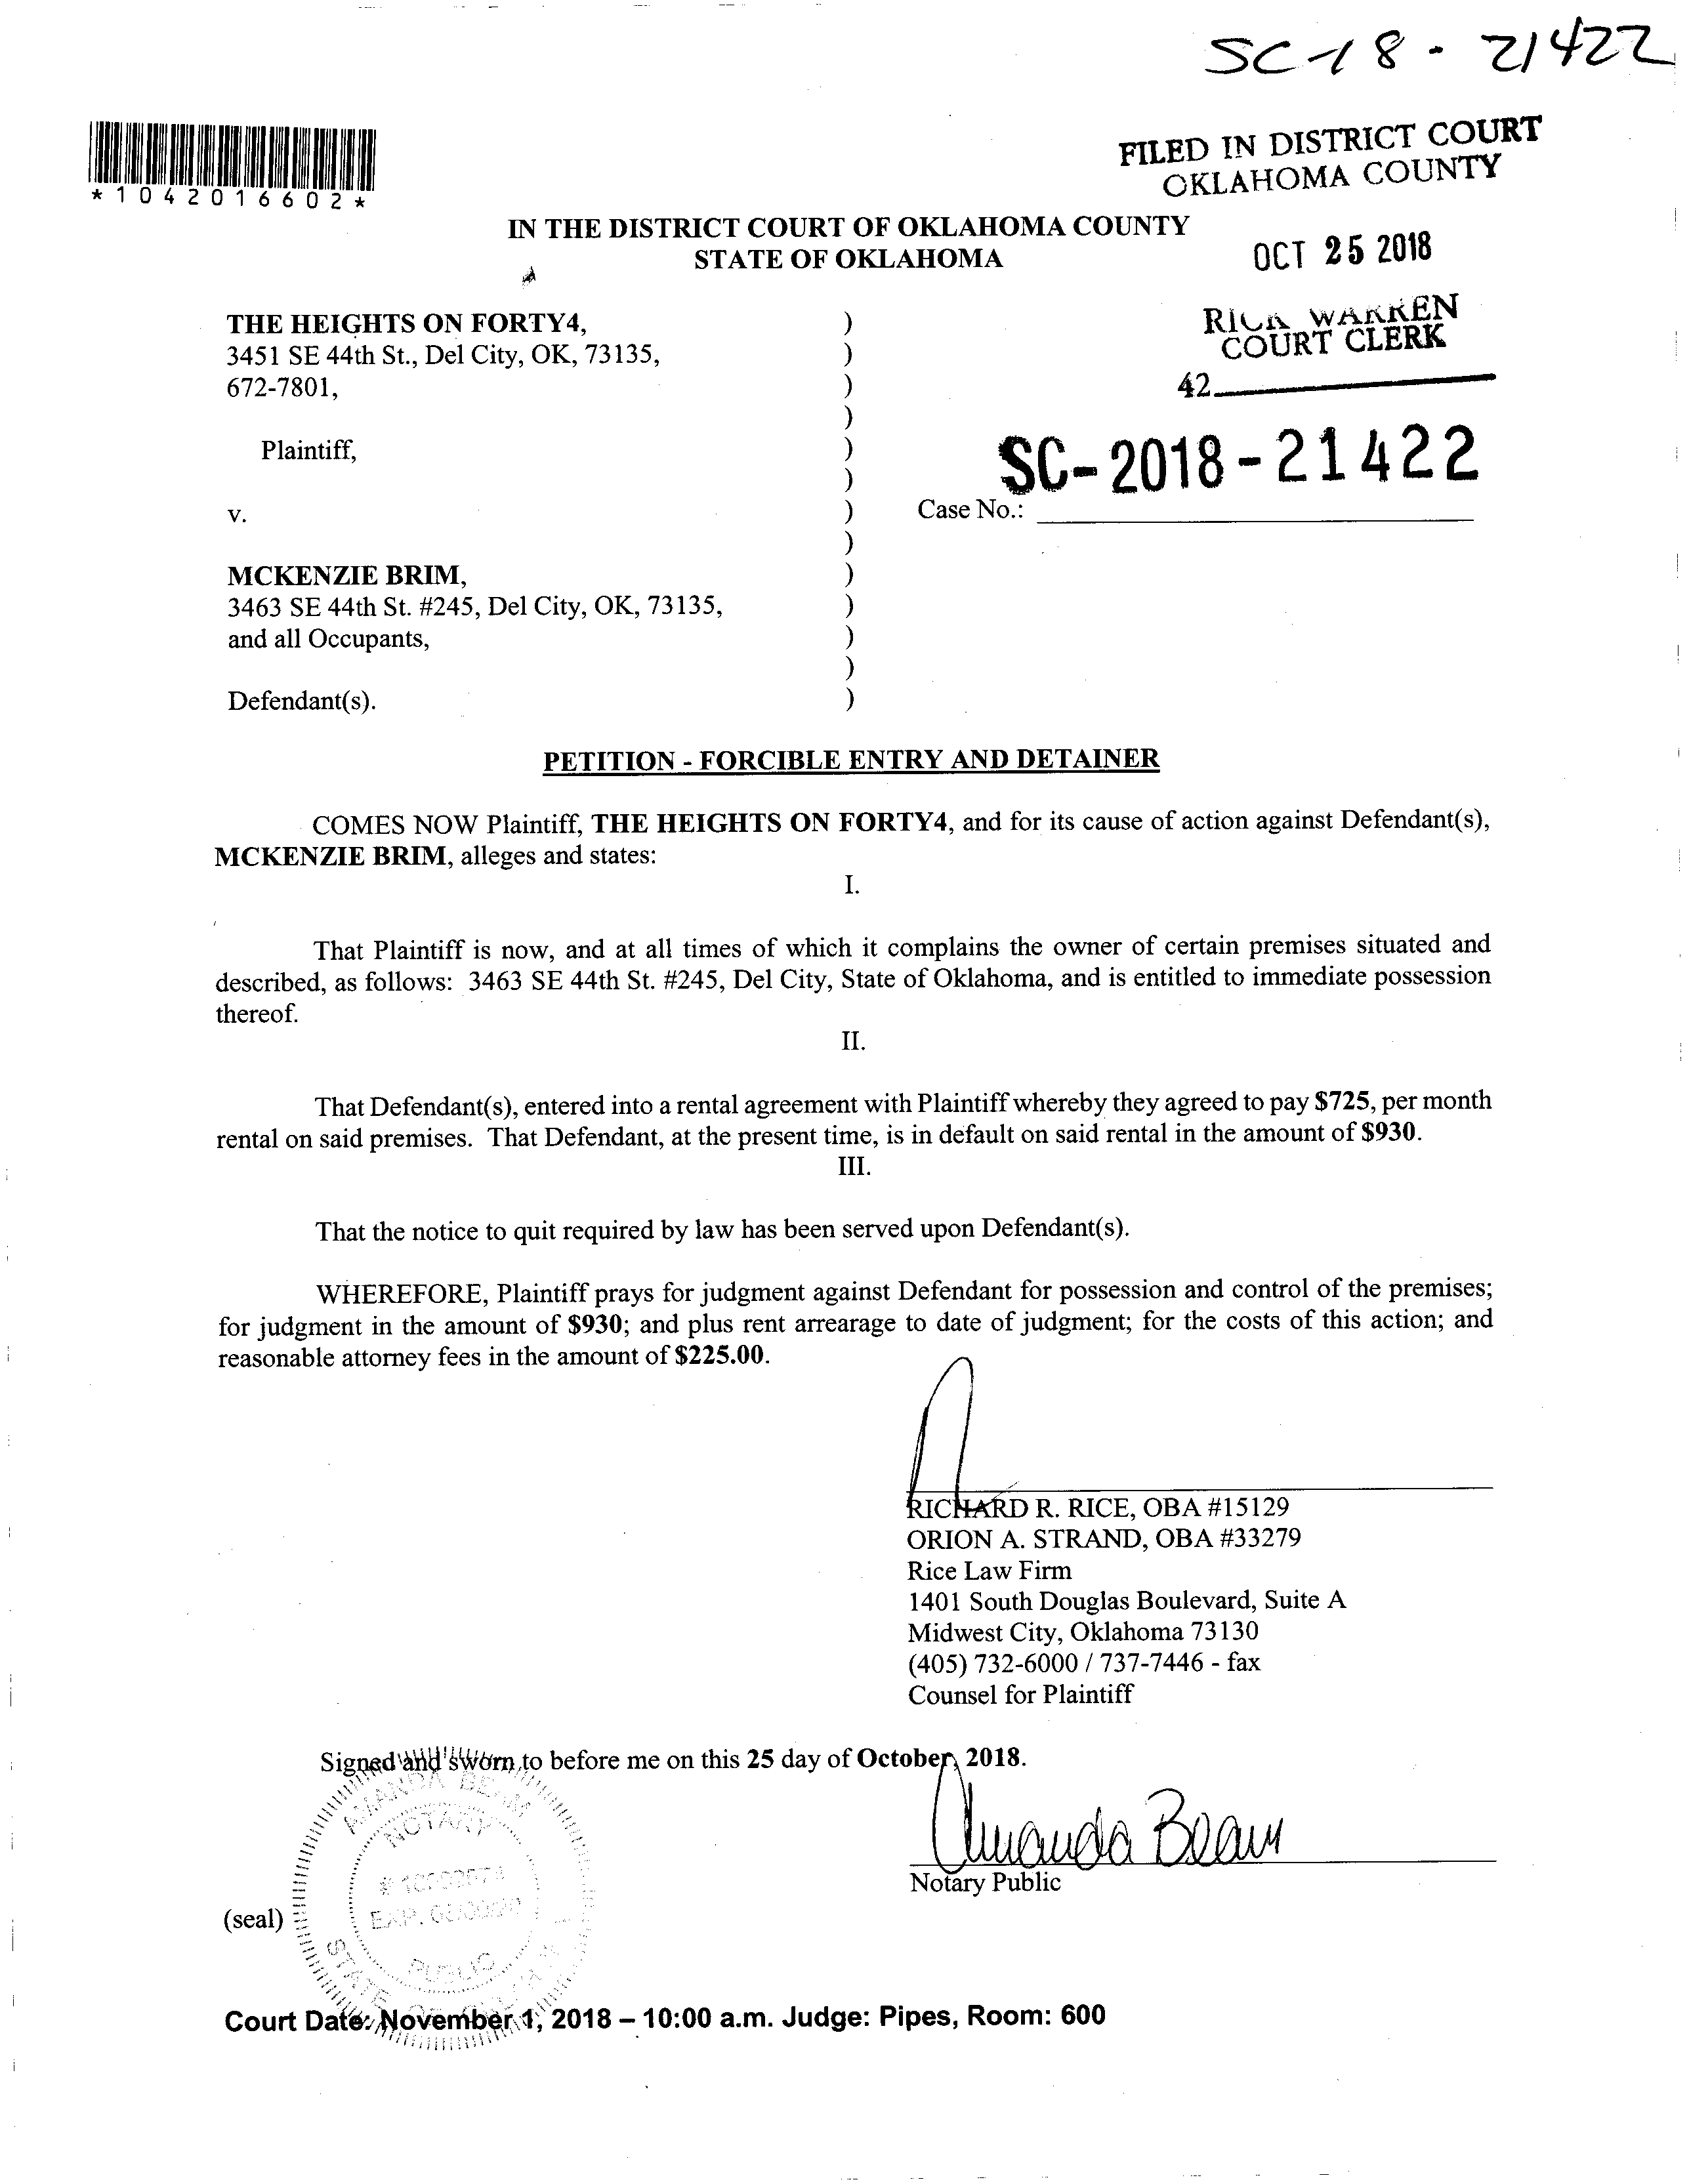 SC-18-21422
*1042016602*
FILED IN DISTRICT COURT
OKLAHOMA COUNTY
IN THE DISTRICT COURT OF OKLAHOMA COUNTY
STATE OF OKLAHOMA
OCT 25 2018
RICK WARREN
COURT CLERK
42
THE HEIGHTS ON FORTY4, )
3451 SE 44th St., Del City, OK, 73135, )
672-7801, )
)
Plaintiff, )
)
SC-2018-21422
v. ) Case No.:
)
MCKENZIE BRIM, )
3463 SE 44th St. #245, Del City, OK, 73135, )
and all Occupants, )
)
Defendant(s). )
PETITION - FORCIBLE ENTRY AND DETAINER
COMES NOW Plaintiff, THE HEIGHTS ON FORTY4, and for its cause of action against Defendant(s),
MCKENZIE BRIM, alleges and states:
I.
That Plaintiff is now, and at all times of which it complains the owner of certain premises situated and
described, as follows: 3463 SE 44th St. #245, Del City, State of Oklahoma, and is entitled to immediate possession
thereof.
II.
That Defendant(s), entered into a rental agreement with Plaintiff whereby they agreed to pay $725, per month
rental on said premises. That Defendant, at the present time, is in default on said rental in the amount of $930.
III.
That the notice to quit required by law has been served upon Defendant(s).
WHEREFORE, Plaintiff prays for judgment against Defendant for possession and control of the premises;
for judgment in the amount of $930; and plus rent arrearage to date of judgment; for the costs of this action; and
reasonable attorney fees in the amount of $225.00.
RICHARD R. RICE, OBA #15129
ORION A. STRAND, OBA #33279
Rice Law Firm
1401 South Douglas Boulevard, Suite A
Midwest City, Oklahoma 73130
(405) 732-6000 / 737-7446 - fax
Counsel for Plaintiff
Signed and sworn to before me on this 25 day of October, 2018.
Amanda Beam
Notary Public
AMANDA BEAM
NOTARY
PUBLIC
STATE OF
(seal)
Court Date: November 1, 2018 – 10:00 a.m. Judge: Pipes, Room: 600